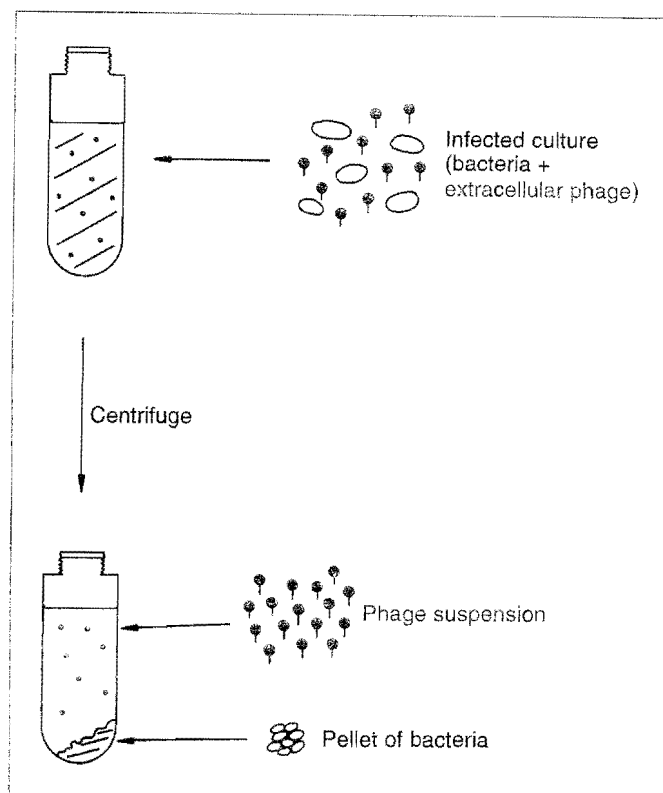 Infected culture
(bacteria +
extracellular phage)
Centrifuge
Phage suspension
Pellet of bacteria